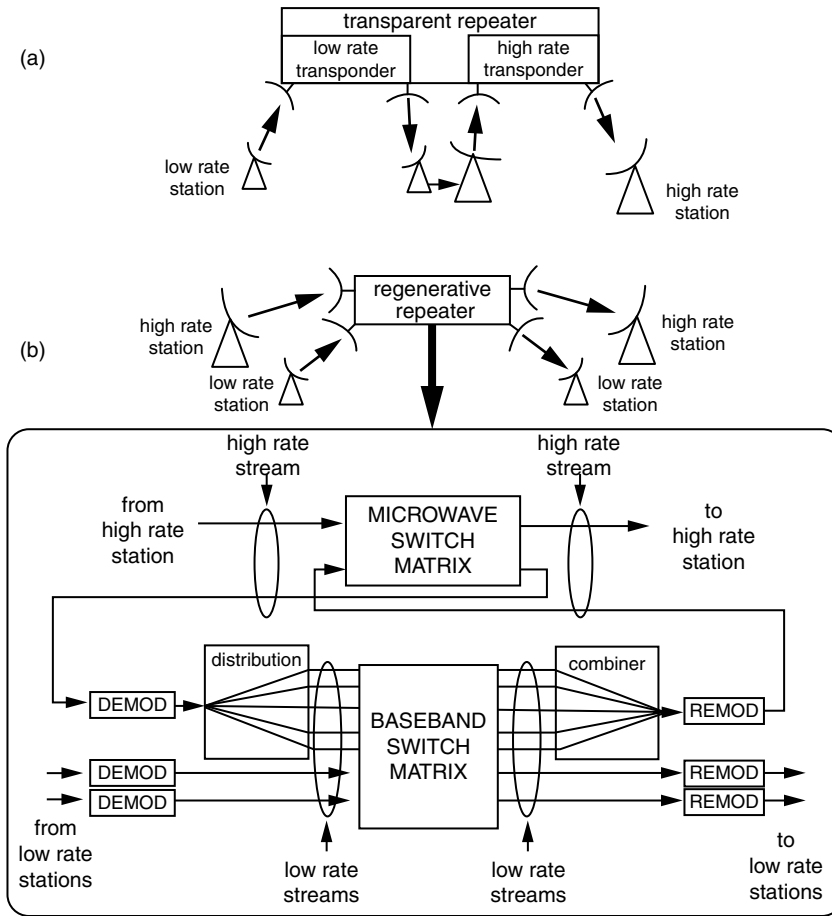 (a)
transparent repeater
low rate
transponder
high rate
transponder
low rate
station
high rate
station
(b)
regenerative
repeater
high rate
station
high rate
station
low rate
station
low rate
station
high rate
stream
high rate
stream
from
high rate
station
MICROWAVE
SWITCH
MATRIX
to
high rate
station
distribution
combiner
DEMOD
BASEBAND
SWITCH
MATRIX
REMOD
DEMOD
REMOD
DEMOD
REMOD
from
low rate
stations
low rate
streams
low rate
streams
to
low rate
stations